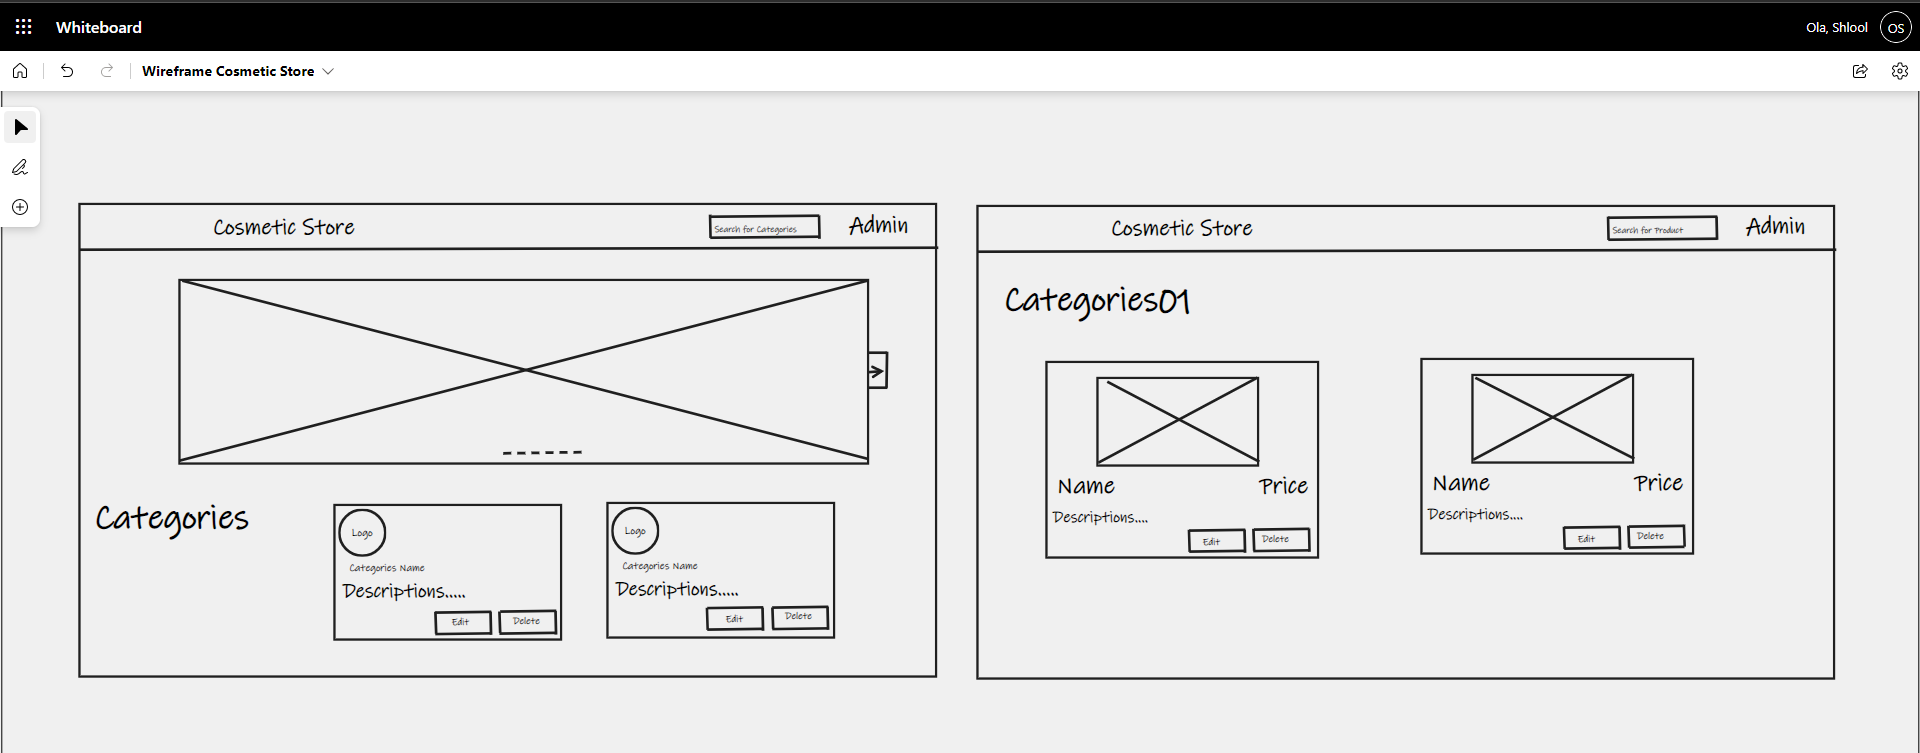 Whiteboard
Ola, Shlool
OS
Wireframe Cosmetic Store
Cosmetic Store
Search for Categories
Admin
Categories
Logo
Categories Name
Descriptions.....
Edit
Delete
Logo
Categories Name
Descriptions.....
Edit
Delete
Cosmetic Store
Search for Product
Admin
Categories01
Name
Price
Descriptions....
Edit
Delete
Name
Price
Descriptions....
Edit
Delete